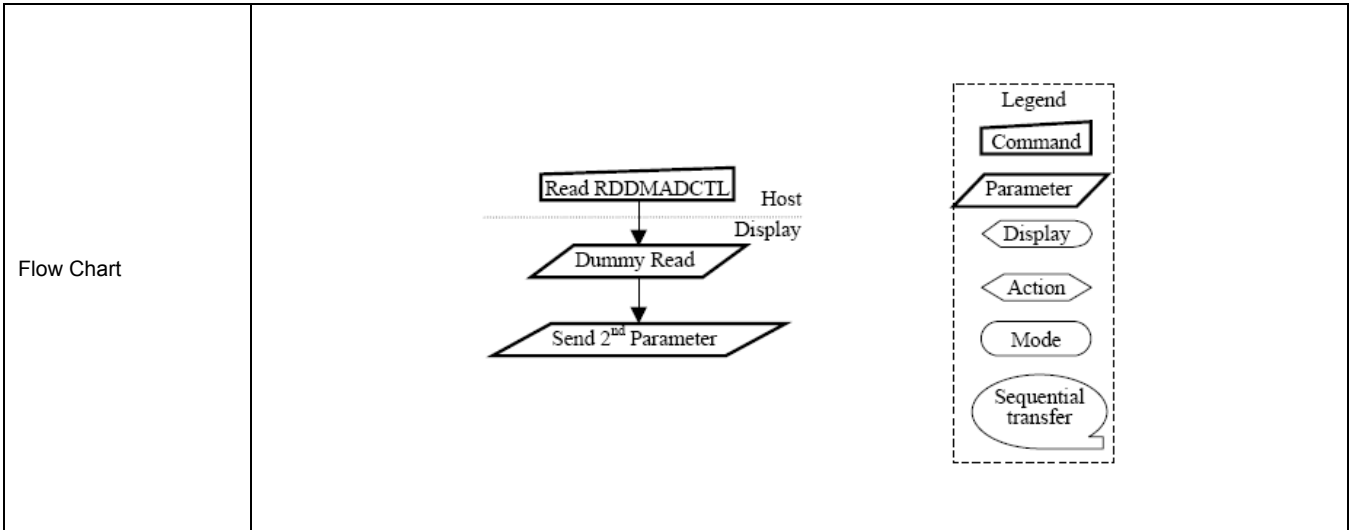 Flow Chart
Read RDDMADCTL
Host
Display
Dummy Read
Send 2nd Parameter
Legend
Command
Parameter
Display
Action
Mode
Sequential
transfer